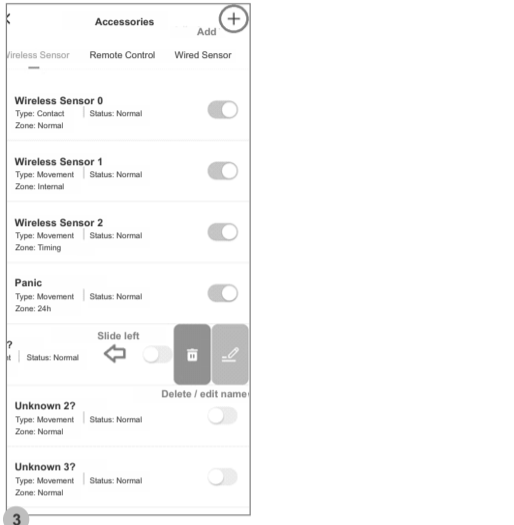 Accessories
Add
Wireless Sensor Remote Control Wired Sensor
Wireless Sensor 0
Type: Contact Status: Normal
Zone: Normal
Wireless Sensor 1
Type: Movement Status: Normal
Zone: Internal
Wireless Sensor 2
Type: Movement Status: Normal
Zone: Timing
Panic
Type: Movement Status: Normal
Zone: 24h
Slide left
?
t Status: Normal
Delete / edit name
Unknown 2?
Type: Movement Status: Normal
Zone: Normal
Unknown 3?
Type: Movement Status: Normal
Zone: Normal
3